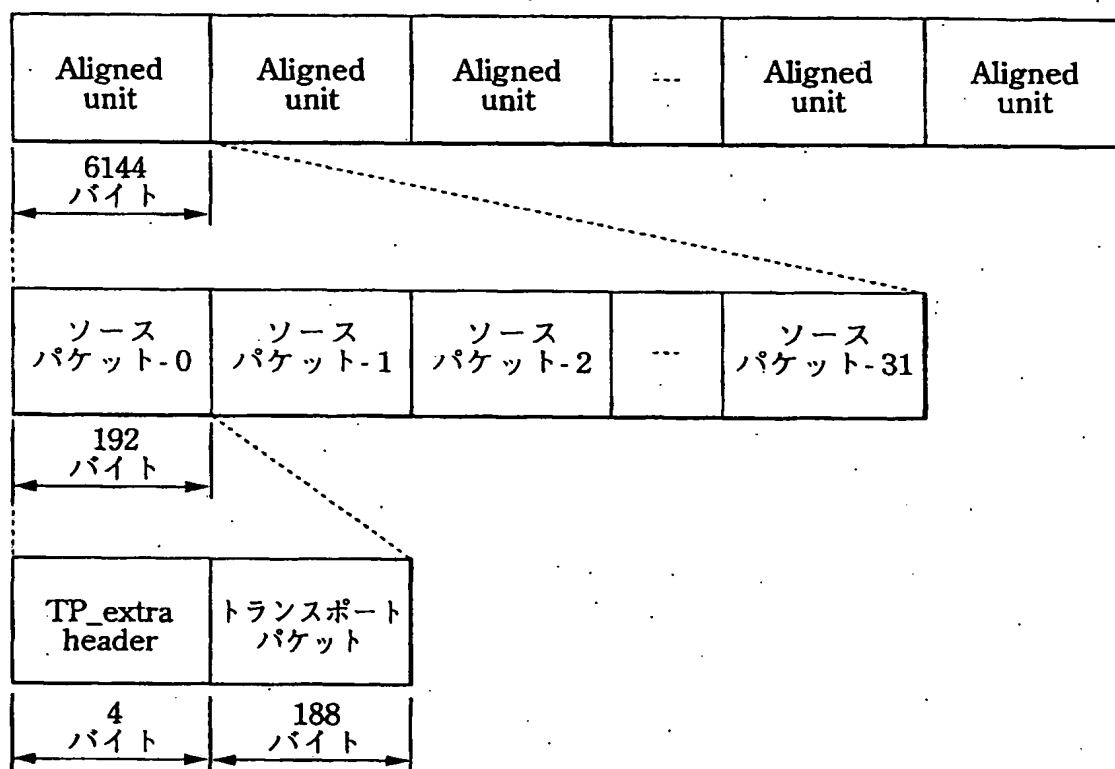 Aligned unit
Aligned unit
Aligned unit
---
Aligned unit
Aligned unit
6144
バイト
ソース
パケット-0
ソース
パケット-1
ソース
パケット-2
---
ソース
パケット-31
192
バイト
TP_extra
header
トランスポート
パケット
4
バイト
188
バイト